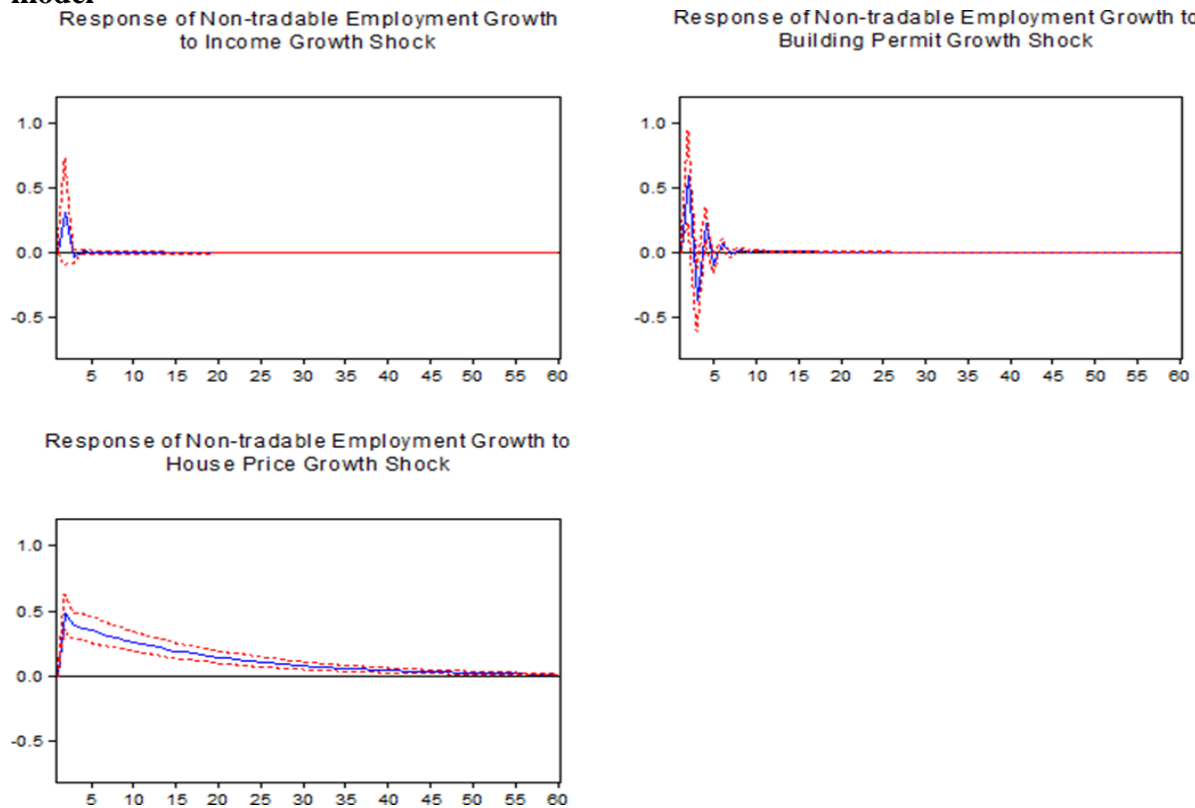 model
Response of Non-tradable Employment Growth
to Income Growth Shock
1.0
0.5
0.0
-0.5
5 10 15 20 25 30 35 40 45 50 55 60
Response of Non-tradable Employment Growth to
Building Permit Growth Shock
1.0
0.5
0.0
-0.5
5 10 15 20 25 30 35 40 45 50 55 60
Response of Non-tradable Employment Growth to
House Price Growth Shock
1.0
0.5
0.0
-0.5
5 10 15 20 25 30 35 40 45 50 55 60